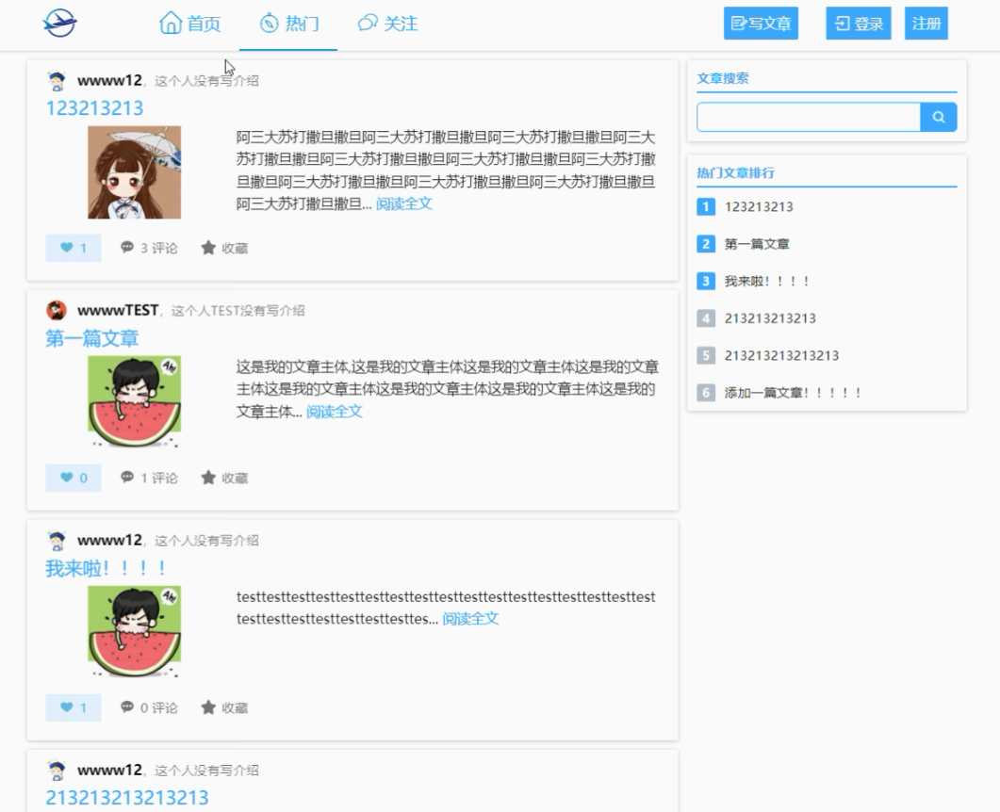 首页 热门 关注 写文章 登录 注册
wwww12, 这个人没有写介绍
123213213
阿三大苏打撒旦撒旦阿三大苏打撒旦撒旦阿三大苏打撒旦撒旦阿三大
苏打撒旦撒旦阿三大苏打撒旦撒旦阿三大苏打撒旦撒旦阿三大苏打撒
旦撒旦阿三大苏打撒旦撒旦阿三大苏打撒旦撒旦阿三大苏打撒旦撒旦
阿三大苏打撒旦撒旦... 阅读全文
1 3 评论 收藏
wwwwTEST, 这个人TEST没有写介绍
第一篇文章
Ah!
这是我的文章主体,这是我的文章主体这是我的文章主体这是我的文章
主体这是我的文章主体这是我的文章主体这是我的文章主体这是我的
文章主体... 阅读全文
0 1 评论 收藏
wwww12, 这个人没有写介绍
我来啦！！！！
Ah!
testtesttesttesttesttesttesttesttesttesttesttesttesttesttesttesttest
testtesttesttesttesttesttesttes... 阅读全文
1 0 评论 收藏
wwww12, 这个人没有写介绍
213213213213213
文章搜索
热门文章排行
1 123213213
2 第一篇文章
3 我来啦！！！！
4 213213213213
5 213213213213213
6 添加一篇文章！！！！！